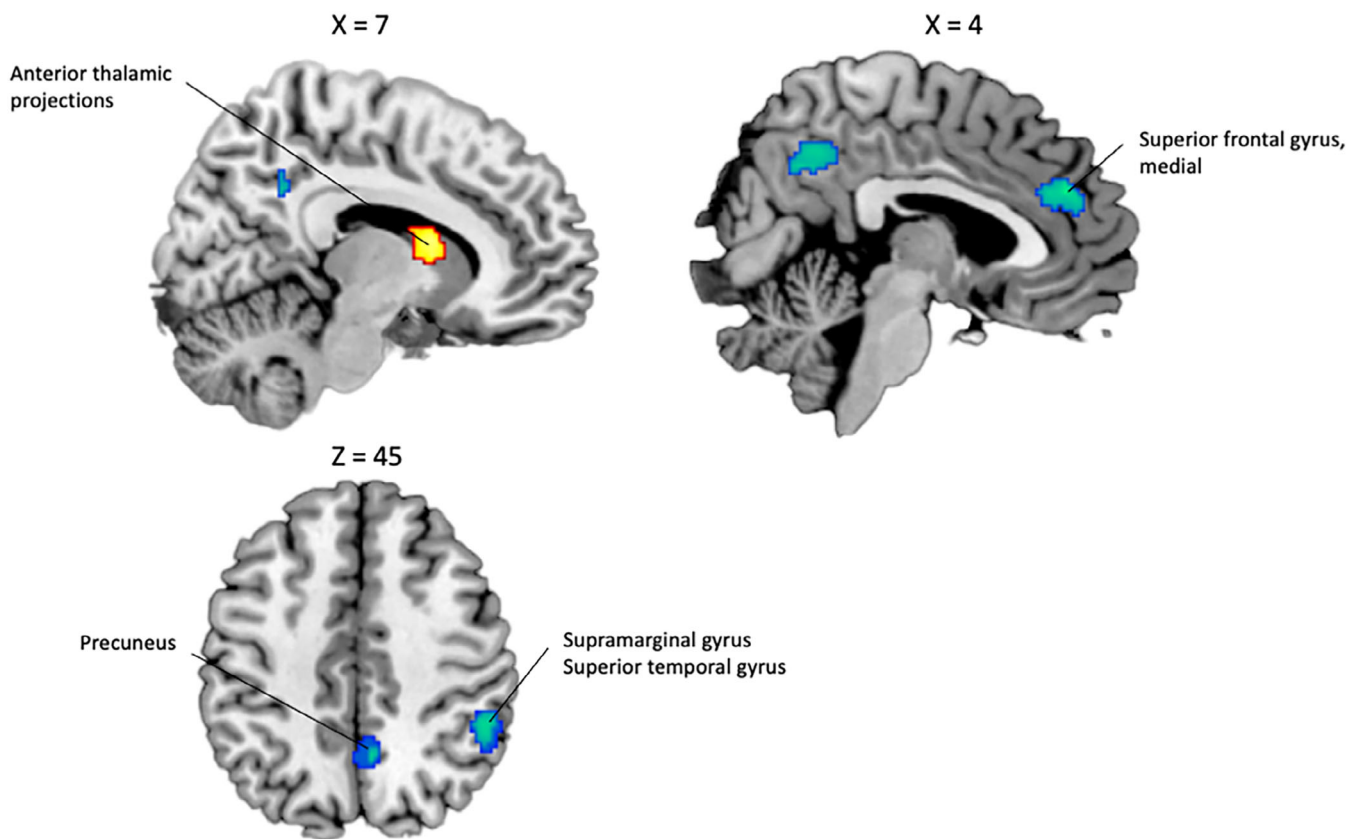 X = 7
X = 4
Anterior thalamic
projections
Superior frontal gyrus,
medial
Z = 45
Precuneus
Supramarginal gyrus
Superior temporal gyrus